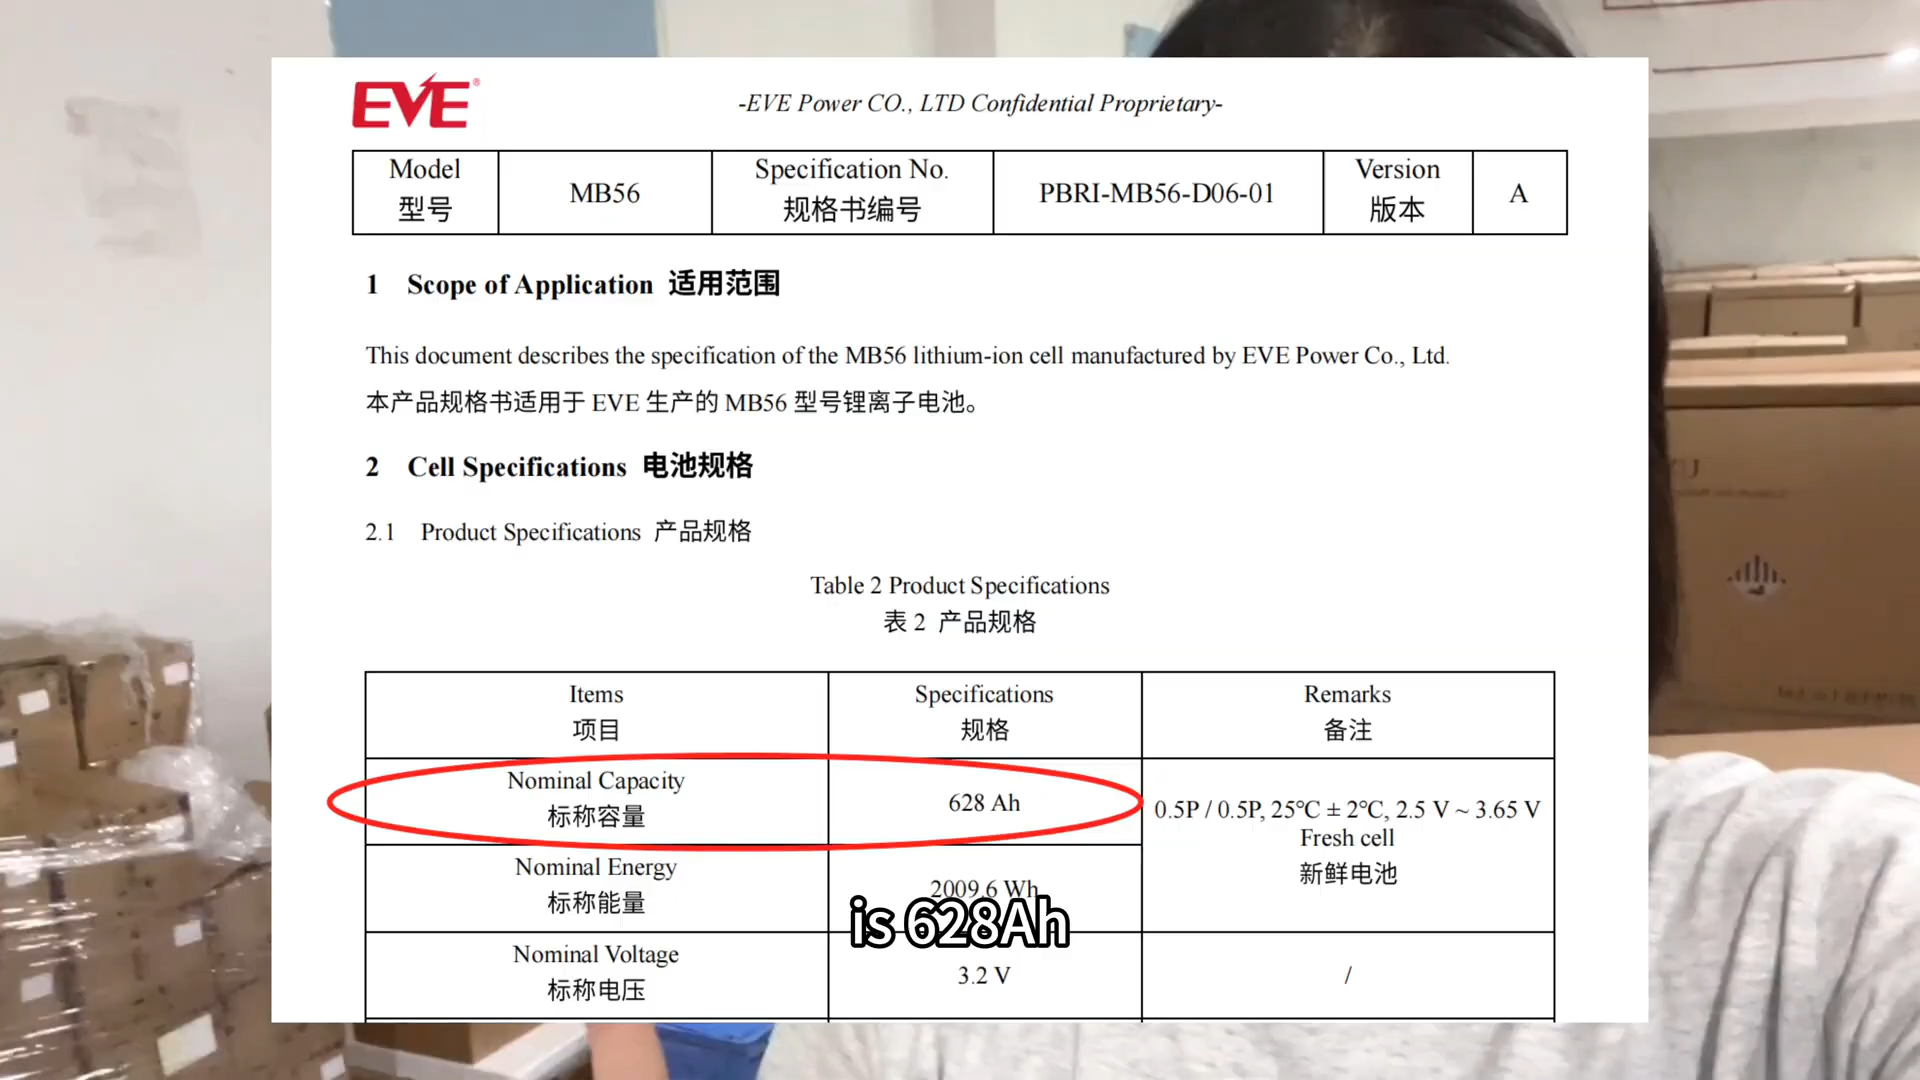 EVE®
-EVE Power CO., LTD Confidential Proprietary-
Model
型号
MB56
Specification No.
规格书编号
PBRI-MB56-D06-01
Version
版本
A
1 Scope of Application 适用范围
This document describes the specification of the MB56 lithium-ion cell manufactured by EVE Power Co., Ltd.
本产品规格书适用于 EVE 生产的 MB56 型号锂离子电池。
2 Cell Specifications 电池规格
2.1 Product Specifications 产品规格
Table 2 Product Specifications
表 2 产品规格
Items
项目
Specifications
规格
Remarks
备注
Nominal Capacity
标称容量
628 Ah
0.5P / 0.5P, 25℃ ± 2℃, 2.5 V ~ 3.65 V
Fresh cell
新鲜电池
Nominal Energy
标称能量
2009.6 Wh
is 628Ah
Nominal Voltage
标称电压
3.2 V
/